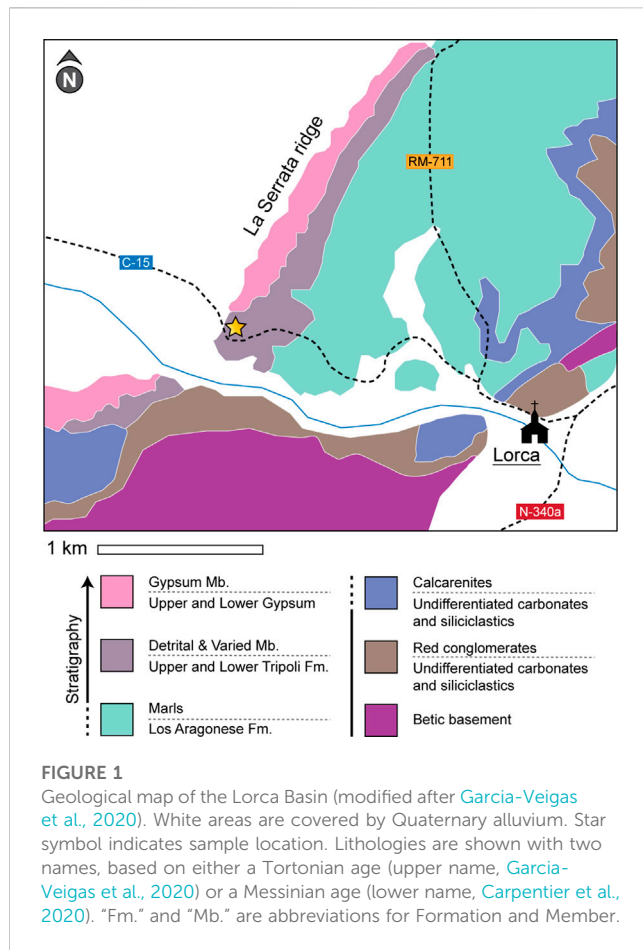 N
La Serrata ridge
RM-711
C-15
Lorca
N-340a
1 km
Stratigraphy
Gypsum Mb.
Upper and Lower Gypsum
Detrital & Varied Mb.
Upper and Lower Tripoli Fm.
Marls
Los Aragonese Fm.
Calcarenites
Undifferentiated carbonates
and siliciclastics
Red conglomerates
Undifferentiated carbonates
and siliciclastics
Betic basement
FIGURE 1
Geological map of the Lorca Basin (modified after Garcia-Veigas
et al., 2020). White areas are covered by Quaternary alluvium. Star
symbol indicates sample location. Lithologies are shown with two
names, based on either a Tortonian age (upper name, Garcia-
Veigas et al., 2020) or a Messinian age (lower name, Carpentier et al.,
2020). “Fm.” and “Mb.” are abbreviations for Formation and Member.